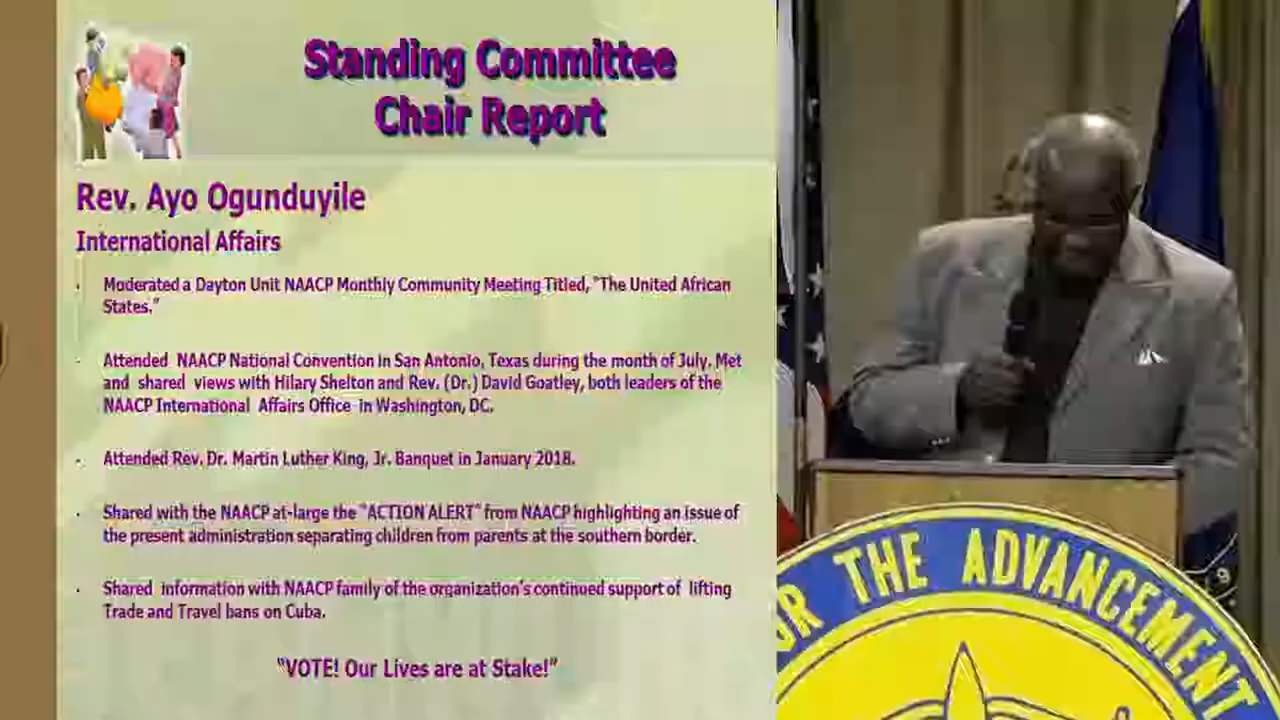 Standing Committee
Chair Report
Rev. Ayo Ogunduyile
International Affairs
Moderated a Dayton Unit NAACP Monthly Community Meeting Titled, "The United African
States."
Attended NAACP National Convention in San Antonio, Texas during the month of July. Met
and shared views with Hilary Shelton and Rev. (Dr.) David Goatley, both leaders of the
NAACP International Affairs Office in Washington, DC.
Attended Rev. Dr. Martin Luther King, Jr. Banquet in January 2018.
Shared with the NAACP at-large the "ACTION ALERT" from NAACP highlighting an issue of
the present administration separating children from parents at the southern border.
Shared information with NAACP family of the organization's continued support of lifting
Trade and Travel bans on Cuba.
"VOTE! Our Lives are at Stake!"
OR THE ADVANCEMENT
9